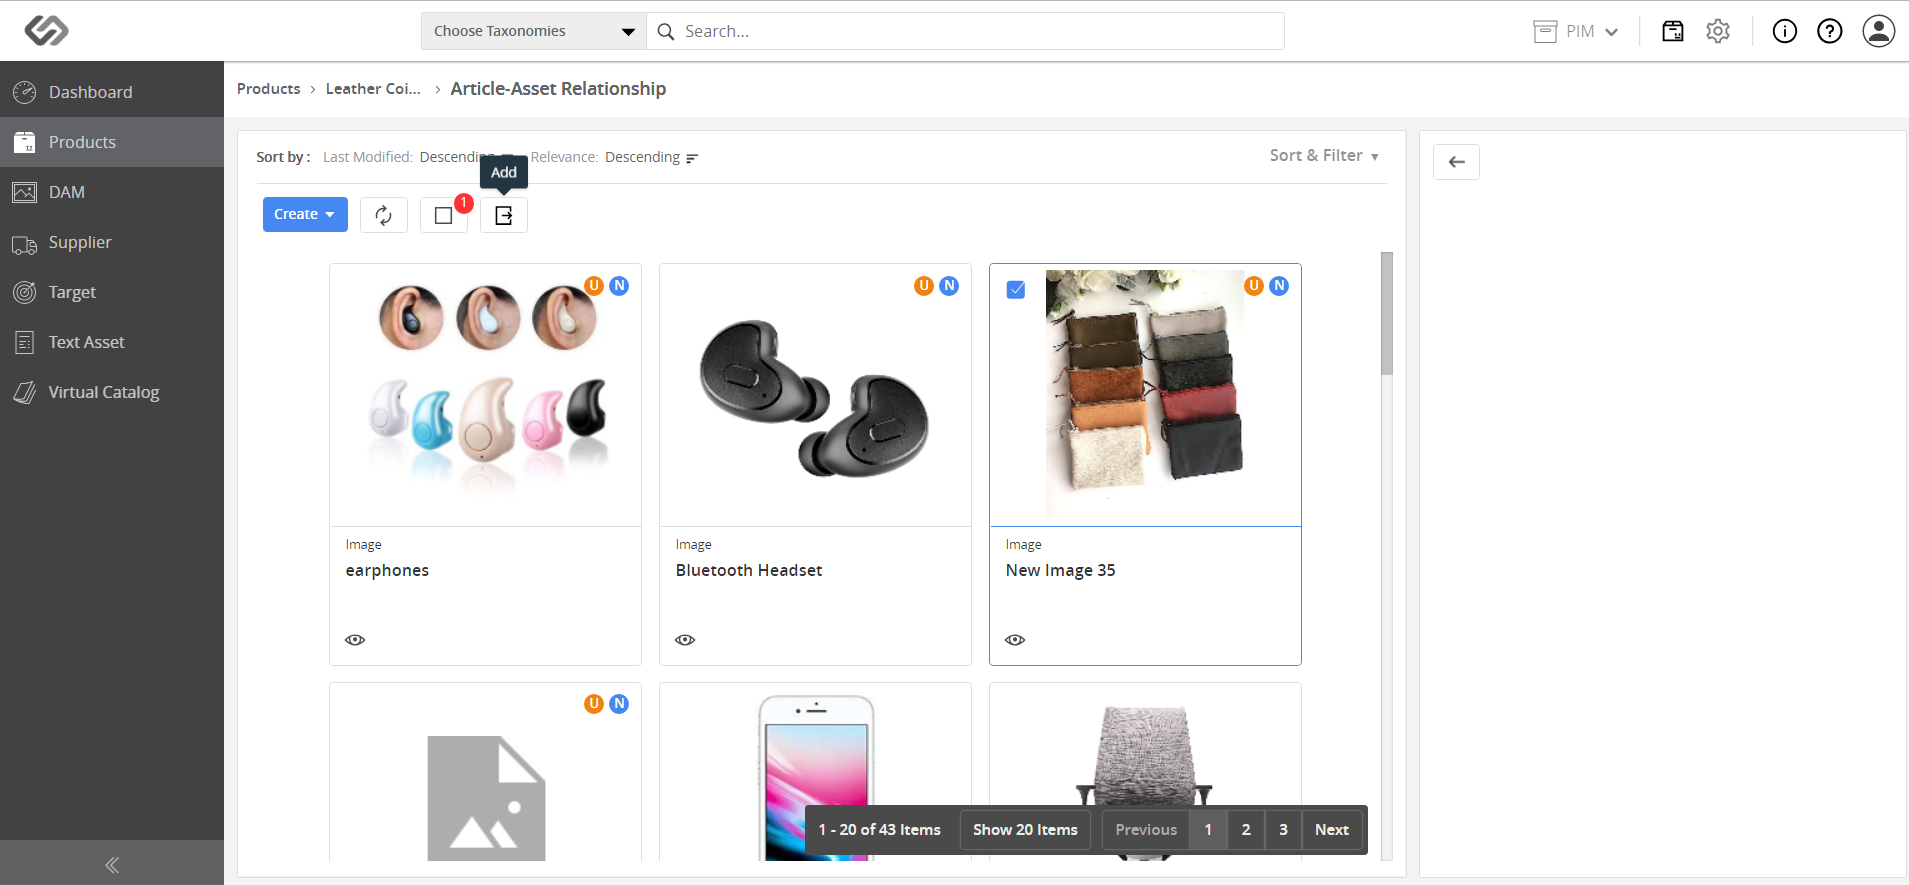 Choose Taxonomies
Search...
PIM
Dashboard
Products
DAM
Supplier
Target
Text Asset
Virtual Catalog
Products › Leather Coi... › Article-Asset Relationship
Sort by : Last Modified: Descending Relevance: Descending
Sort & Filter
Add
Create
1
U N
U N
U N
Image
earphones
Image
Bluetooth Headset
Image
New Image 35
U N
1 - 20 of 43 Items
Show 20 Items
Previous 1 2 3 Next